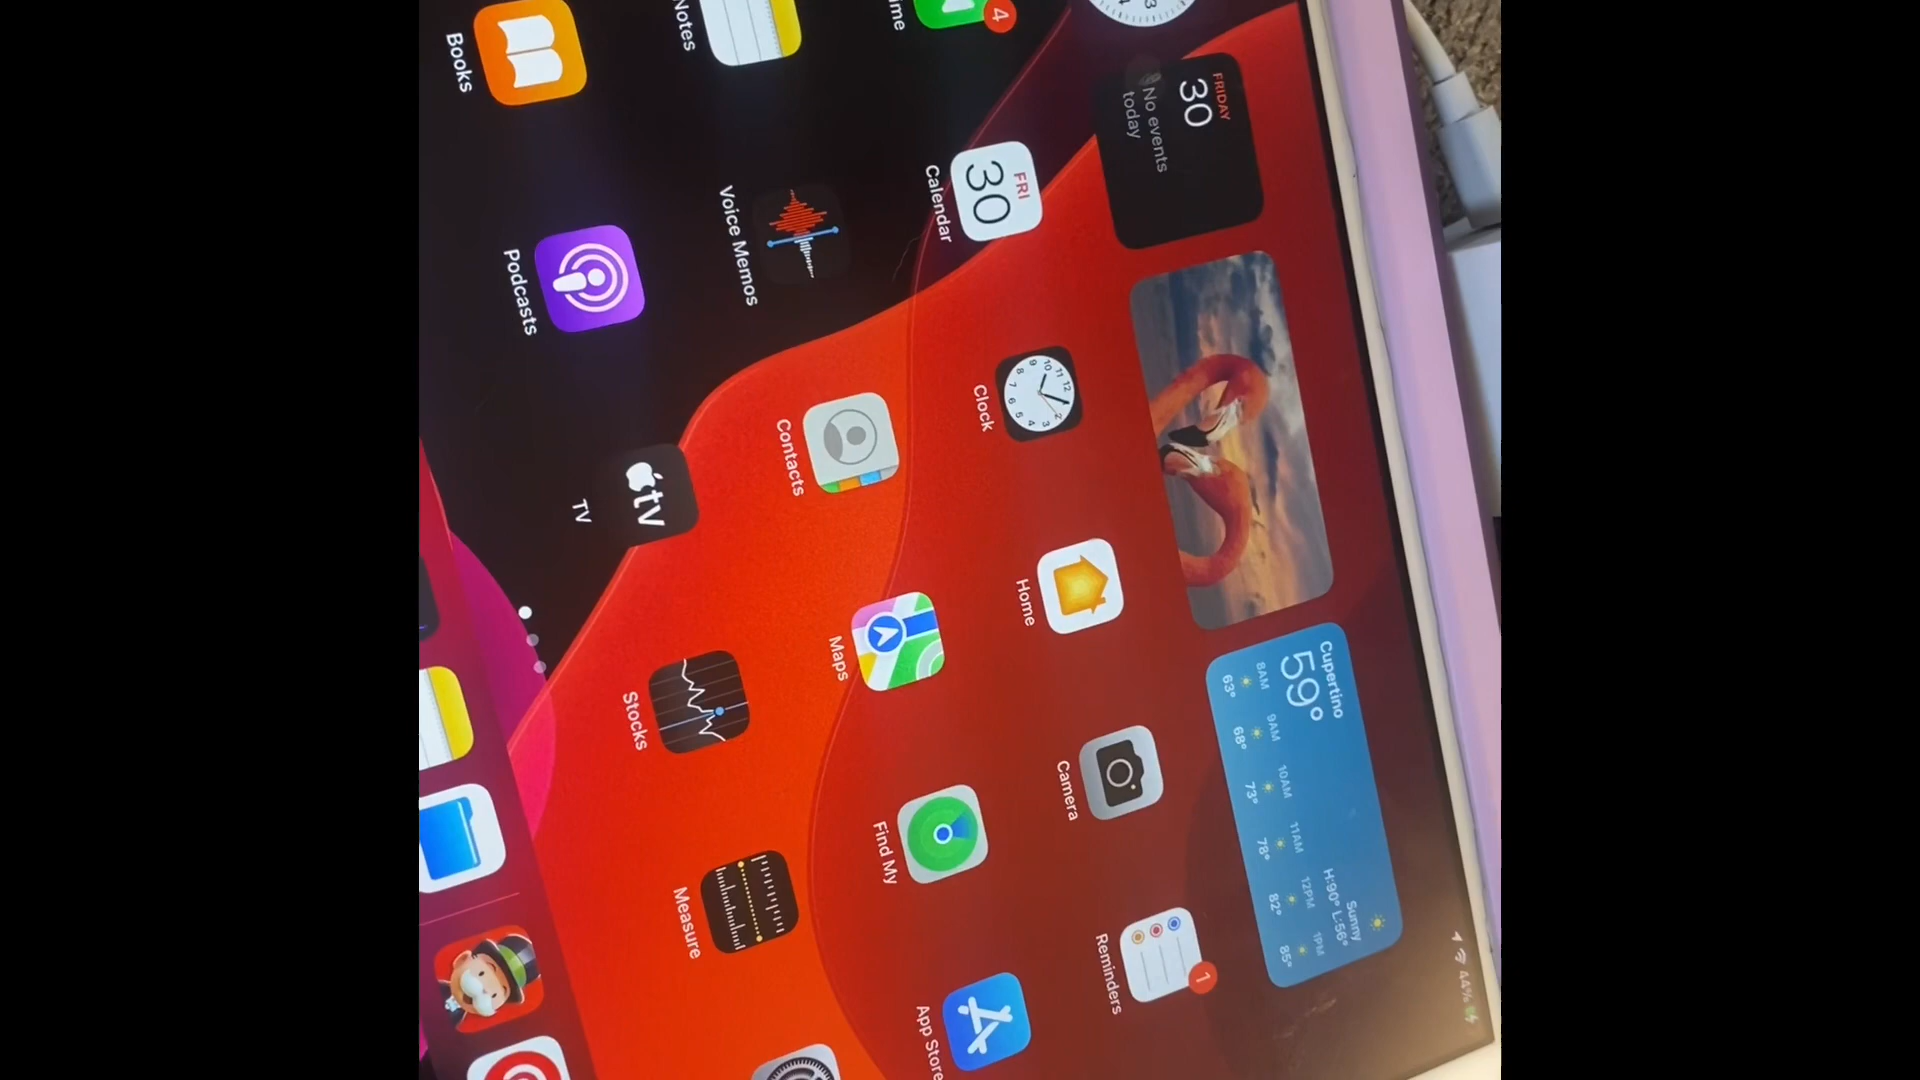 44%
FRIDAY
30
No events
today
Cupertino
59°
Sunny
H:90° L:56°
8AM 9AM 10AM 11AM 12PM 1PM
63° 68° 73° 78° 82° 85°
4
FRI
30
1
Calendar
Clock
Home
Camera
Reminders
Notes
Voice Memos
Contacts
Maps
Find My
App Store
tv
Books
Podcasts
TV
Stocks
Measure